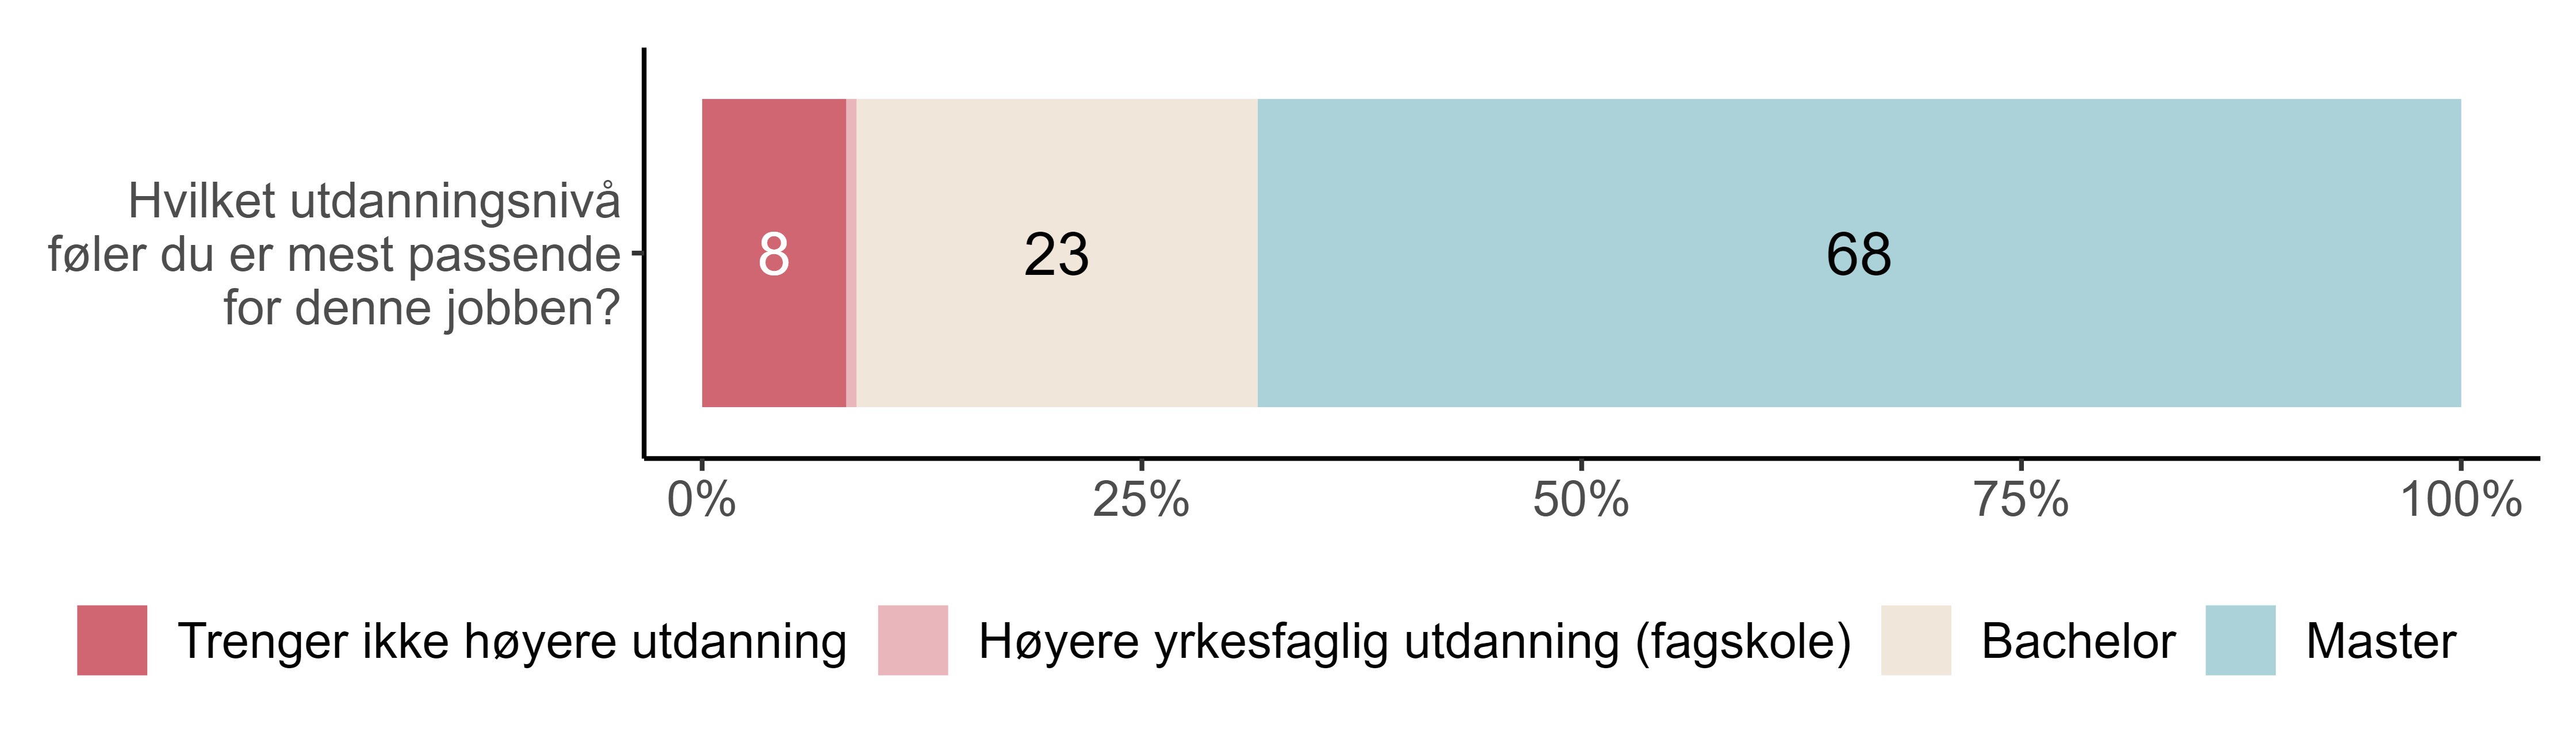 Hvilket utdanningsnivå
føler du er mest passende
for denne jobben?
8
23
68
0%
25%
50%
75%
100%
Trenger ikke høyere utdanning
Høyere yrkesfaglig utdanning (fagskole)
Bachelor
Master